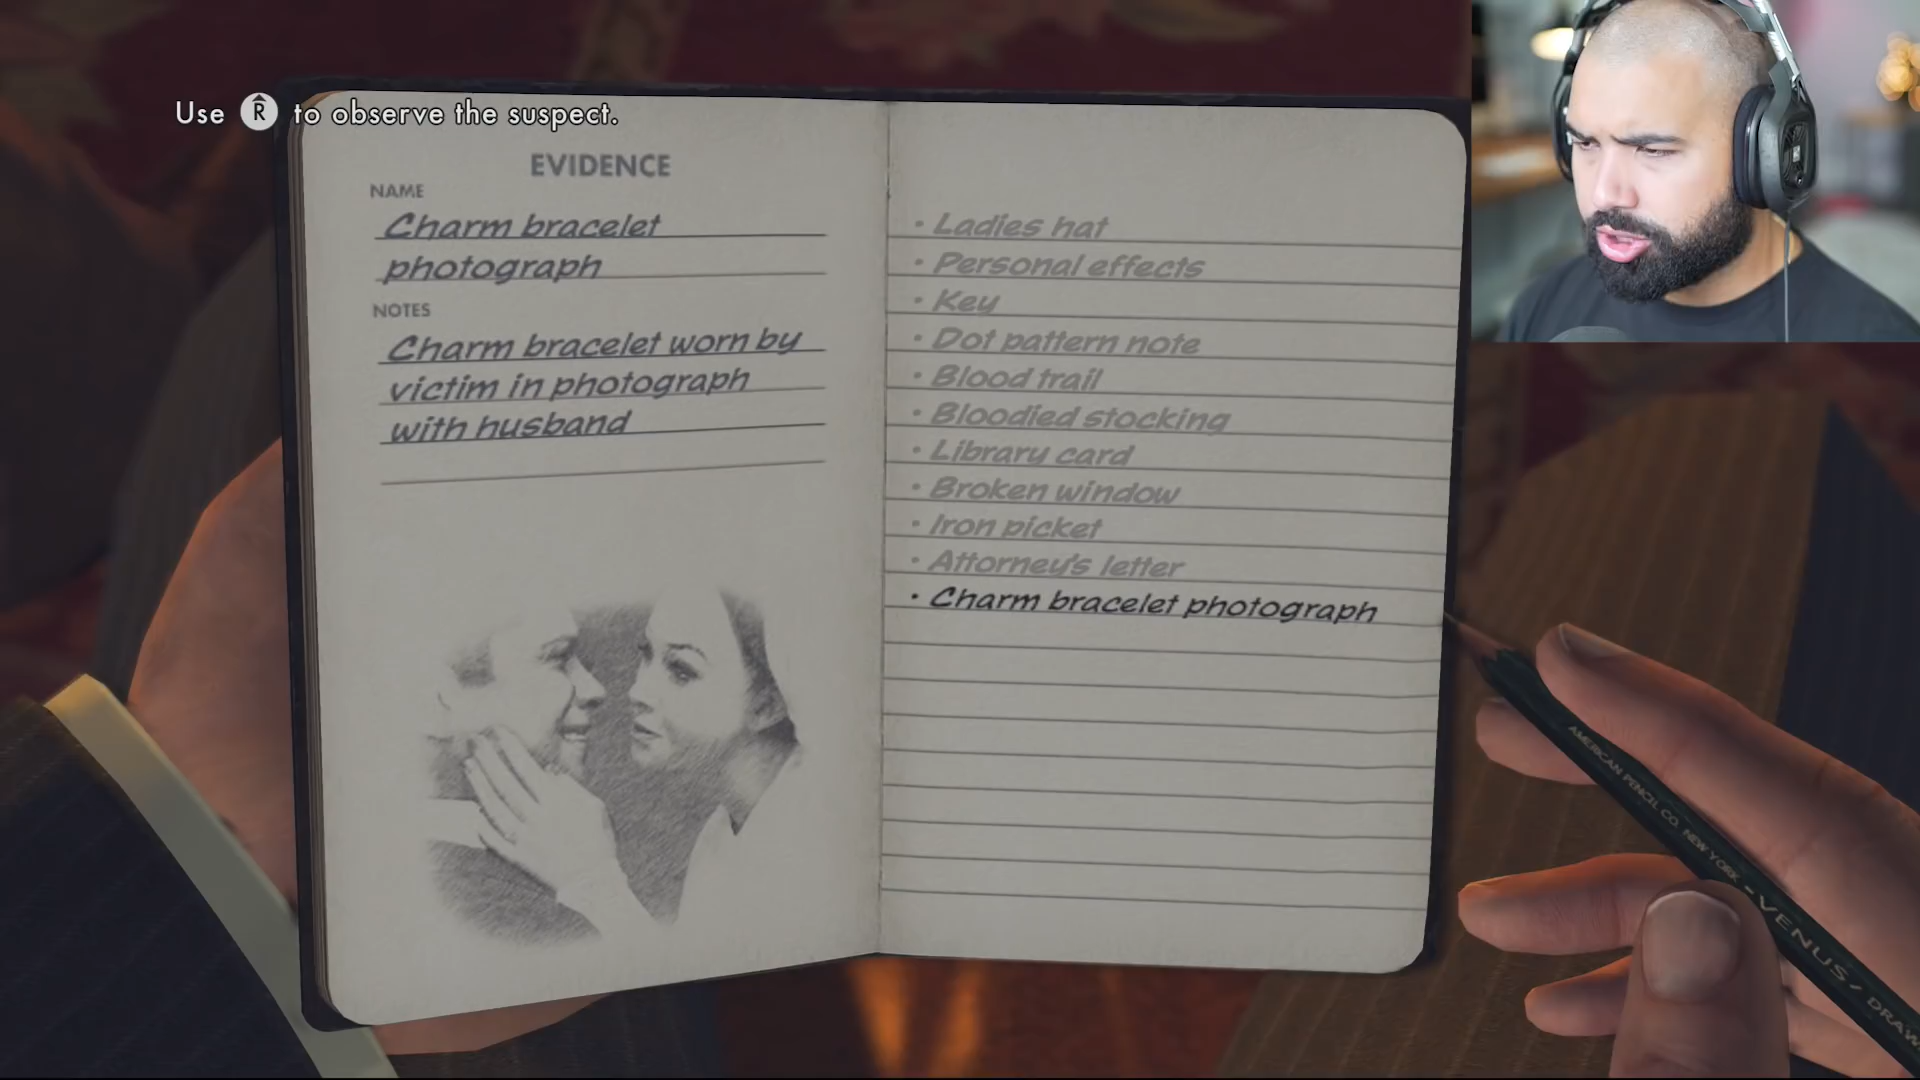 Use R to observe the suspect.
EVIDENCE
NAME
Charm bracelet
photograph
NOTES
Charm bracelet worn by
victim in photograph
with husband
• Ladies hat
• Personal effects
• Key
• Dot pattern note
• Blood trail
• Bloodied stocking
• Library card
• Broken window
• Iron picket
• Attorney's letter
• Charm bracelet photograph
AMERICAN PENCIL CO. NEW YORK - VENUS / DRAW